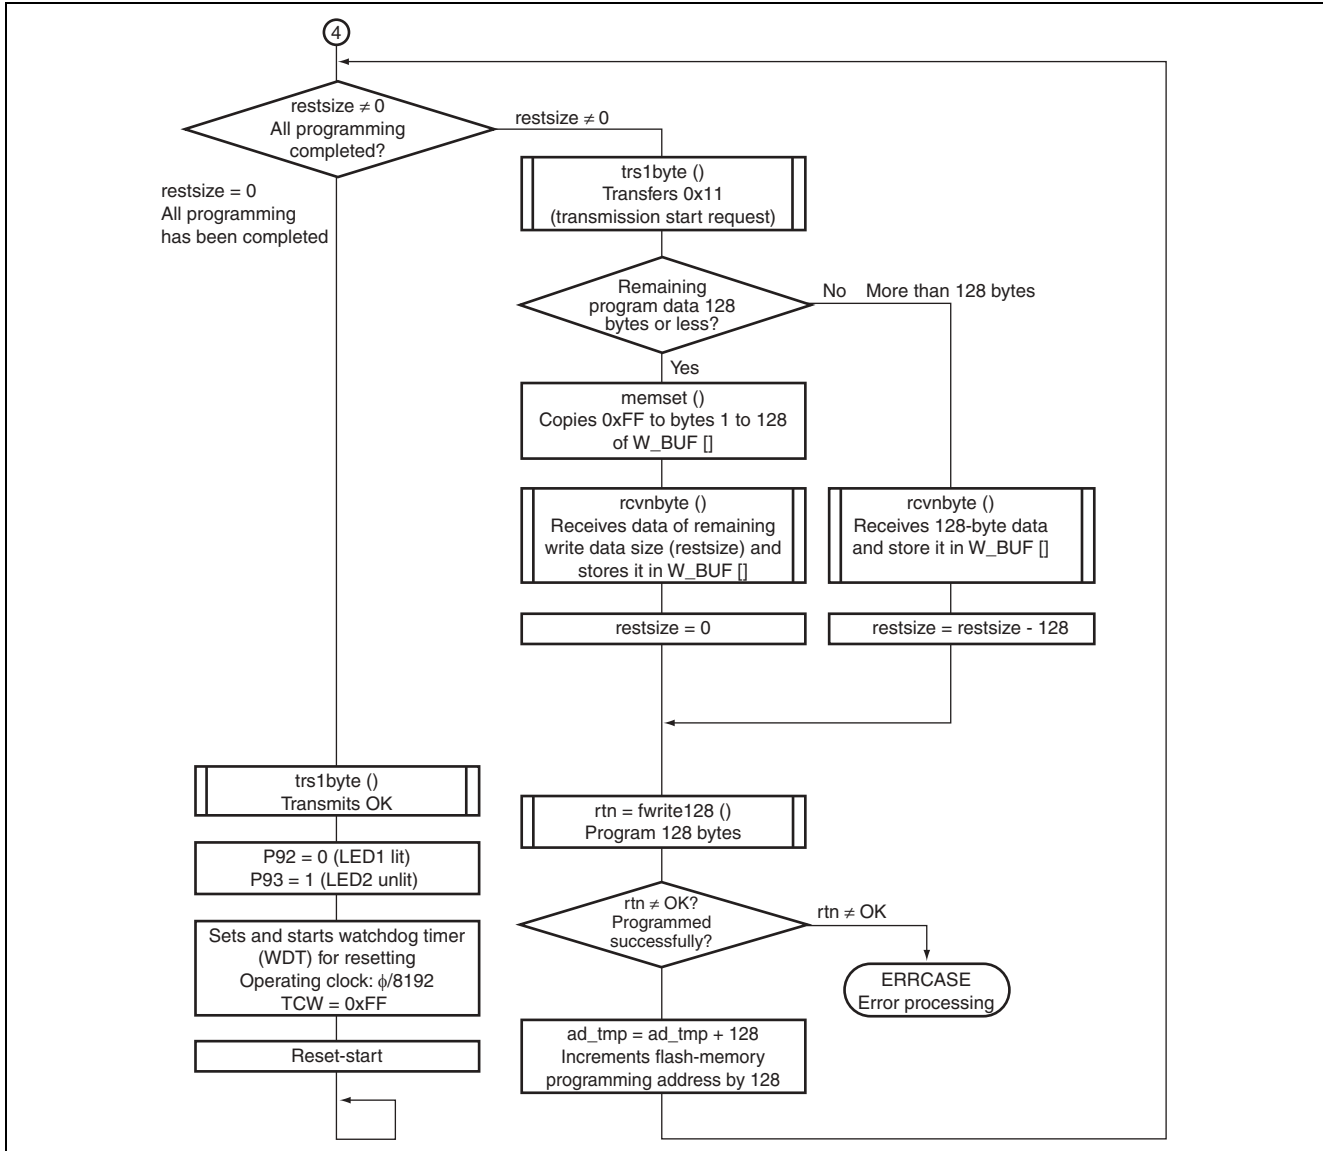 4
restsize ≠ 0
All programming
completed?
restsize ≠ 0
restsize = 0
All programming
has been completed
trs1byte ()
Transfers 0x11
(transmission start request)
Remaining
program data 128
bytes or less?
No More than 128 bytes
Yes
memset ()
Copies 0xFF to bytes 1 to 128
of W_BUF []
rcvnbyte ()
Receives data of remaining
write data size (restsize) and
stores it in W_BUF []
rcvnbyte ()
Receives 128-byte data
and store it in W_BUF []
restsize = 0
restsize = restsize - 128
trs1byte ()
Transmits OK
P92 = 0 (LED1 lit)
P93 = 1 (LED2 unlit)
Sets and starts watchdog timer
(WDT) for resetting
Operating clock: ϕ/8192
TCW = 0xFF
Reset-start
rtn = fwrite128 ()
Program 128 bytes
rtn ≠ OK?
Programmed
successfully?
rtn ≠ OK
ERRCASE
Error processing
ad_tmp = ad_tmp + 128
Increments flash-memory
programming address by 128